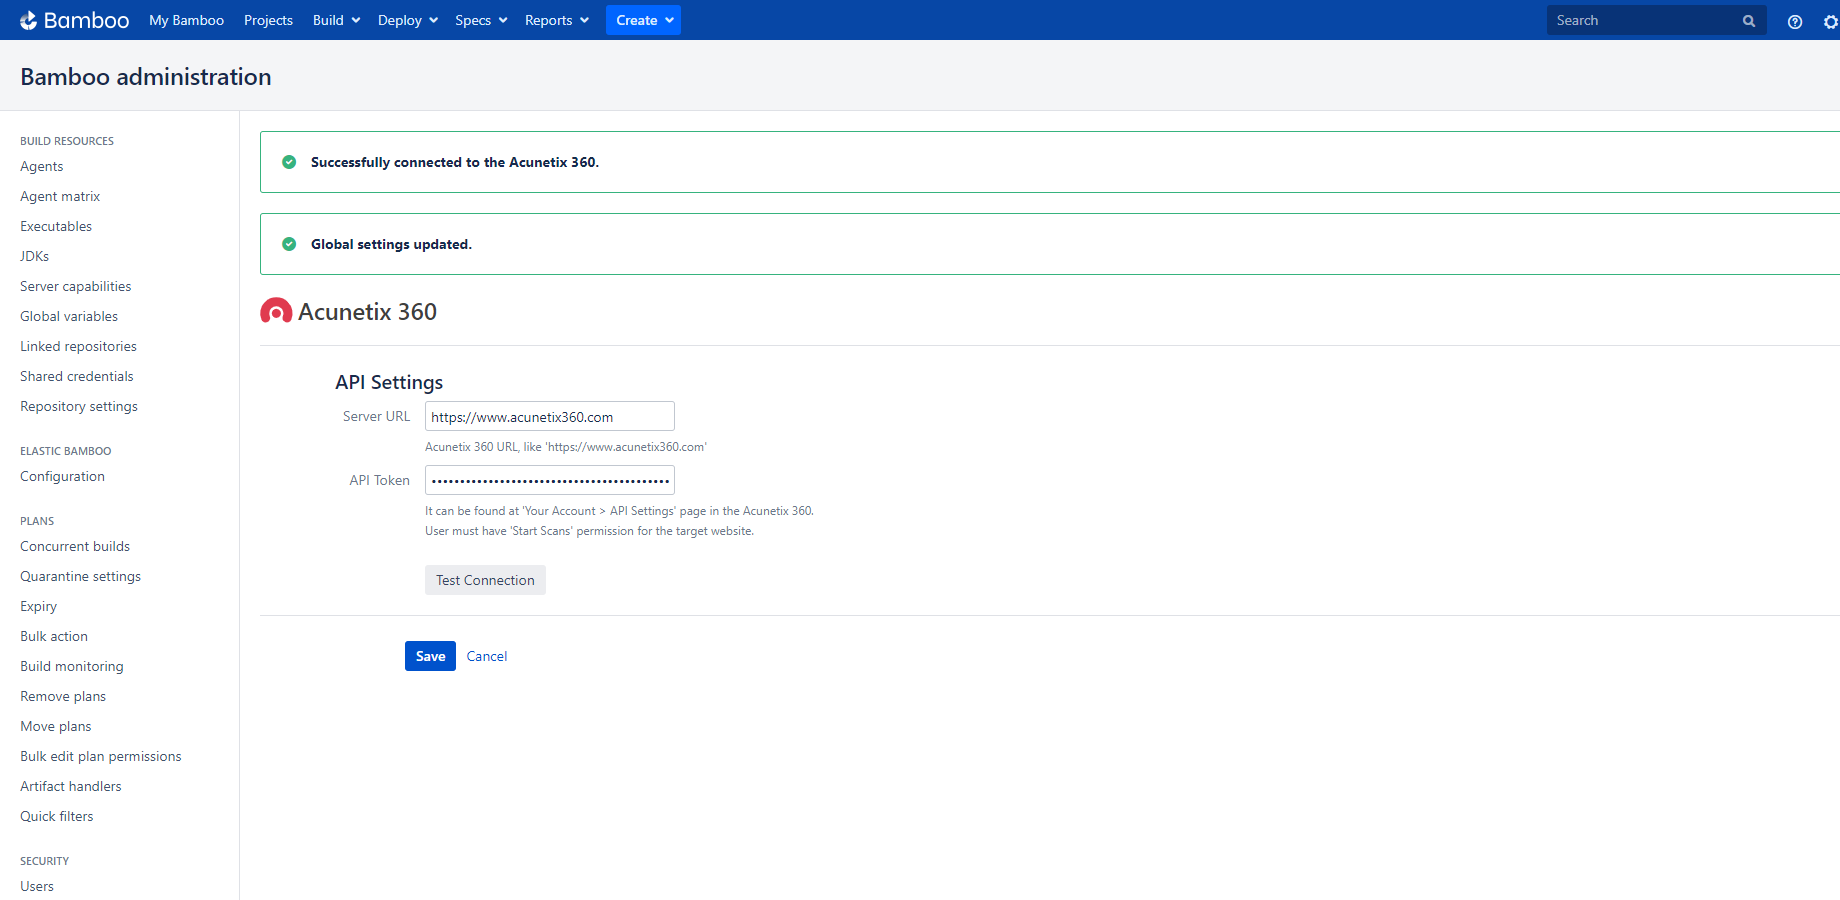 Bamboo My Bamboo Projects Build Deploy Specs Reports Create Search
Bamboo administration
BUILD RESOURCES
Agents
Agent matrix
Executables
JDKs
Server capabilities
Global variables
Linked repositories
Shared credentials
Repository settings
ELASTIC BAMBOO
Configuration
PLANS
Concurrent builds
Quarantine settings
Expiry
Bulk action
Build monitoring
Remove plans
Move plans
Bulk edit plan permissions
Artifact handlers
Quick filters
SECURITY
Users
Successfully connected to the Acunetix 360.
Global settings updated.
Acunetix 360
API Settings
Server URL https://www.acunetix360.com
Acunetix 360 URL, like 'https://www.acunetix360.com'
API Token
It can be found at 'Your Account > API Settings' page in the Acunetix 360.
User must have 'Start Scans' permission for the target website.
Test Connection
Save Cancel